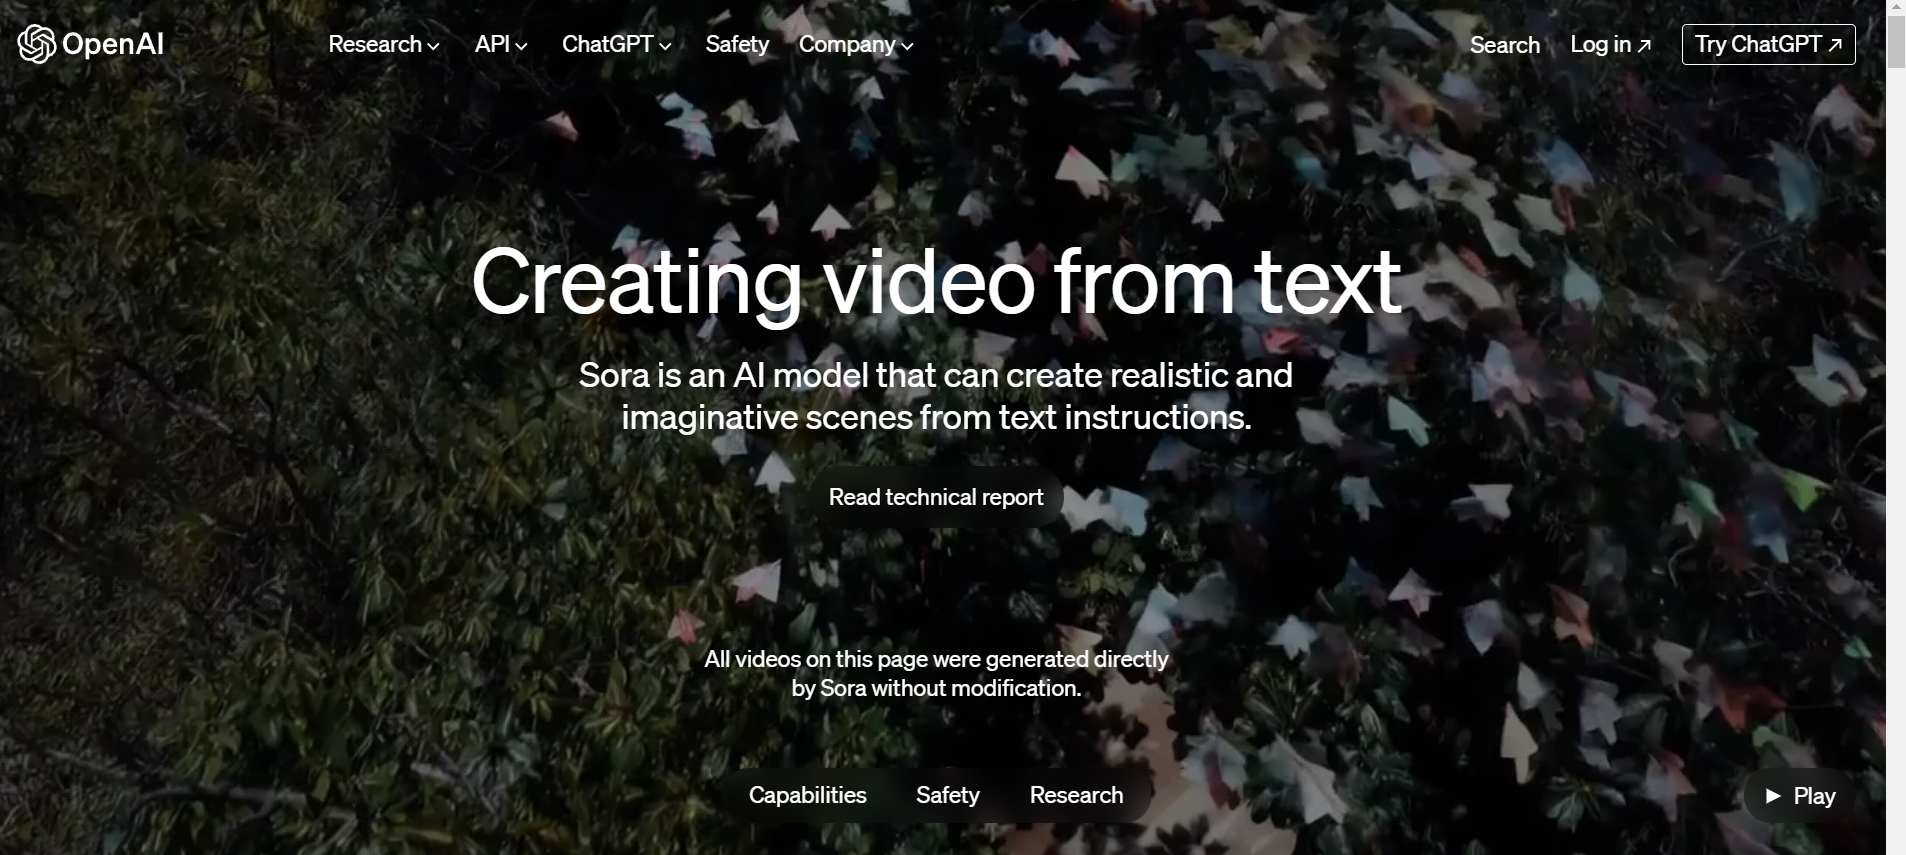 OpenAI
Research
API
ChatGPT
Safety
Company
Search
Log in
Try ChatGPT
Creating video from text
Sora is an AI model that can create realistic and
imaginative scenes from text instructions.
Read technical report
All videos on this page were generated directly
by Sora without modification.
Capabilities
Safety
Research
Play